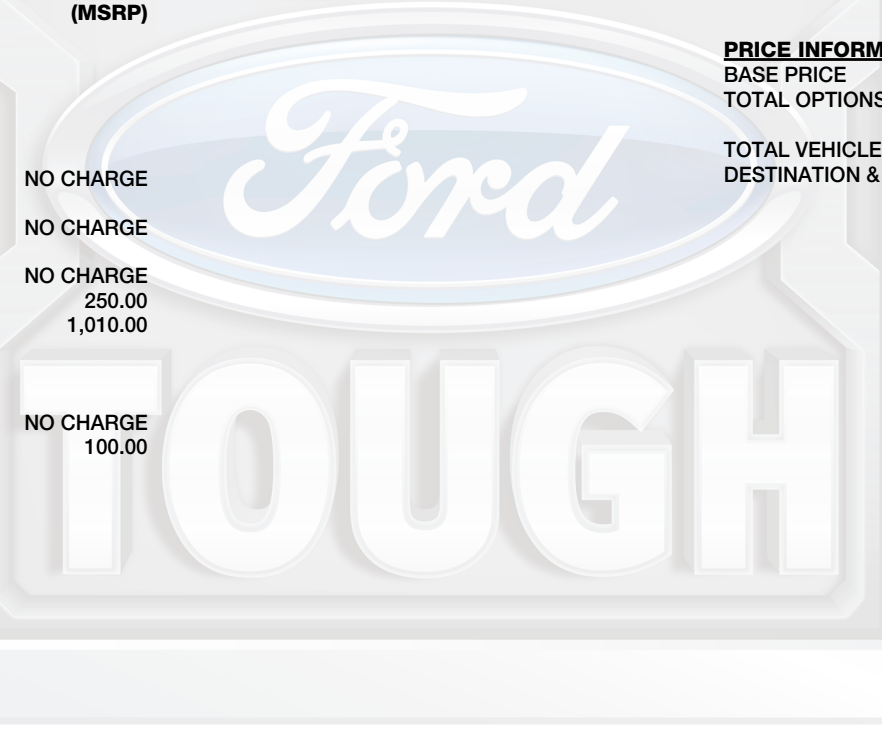 (MSRP)
NO CHARGE
NO CHARGE
NO CHARGE
250.00
1,010.00
NO CHARGE
100.00
PRICE INFORM
BASE PRICE
TOTAL OPTIONS
TOTAL VEHICLE
DESTINATION &
Ford
TOUGH